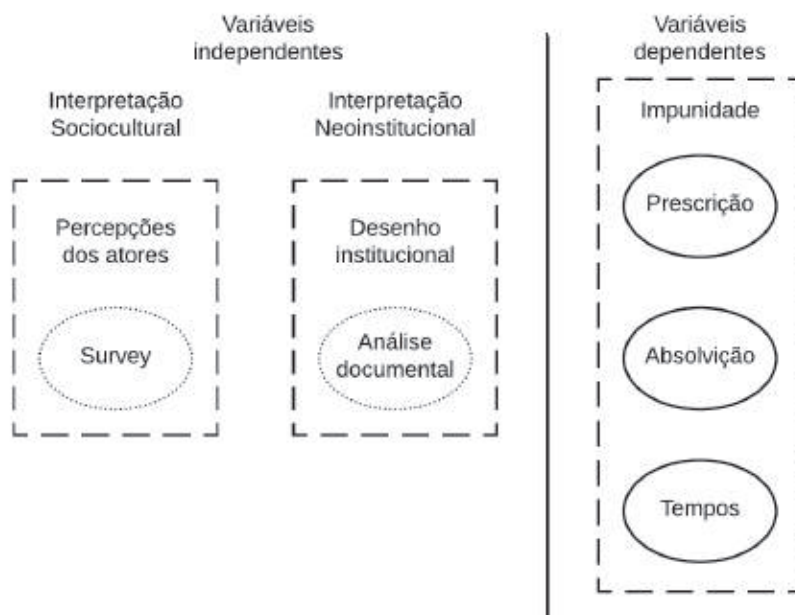 Variáveis
independentes
Variáveis
dependentes
Interpretação
Sociocultural
Interpretação
Neoinstitucional
Impunidade
Percepções
dos atores
Desenho
institucional
Survey
Análise
documental
Prescrição
Absolvição
Tempos